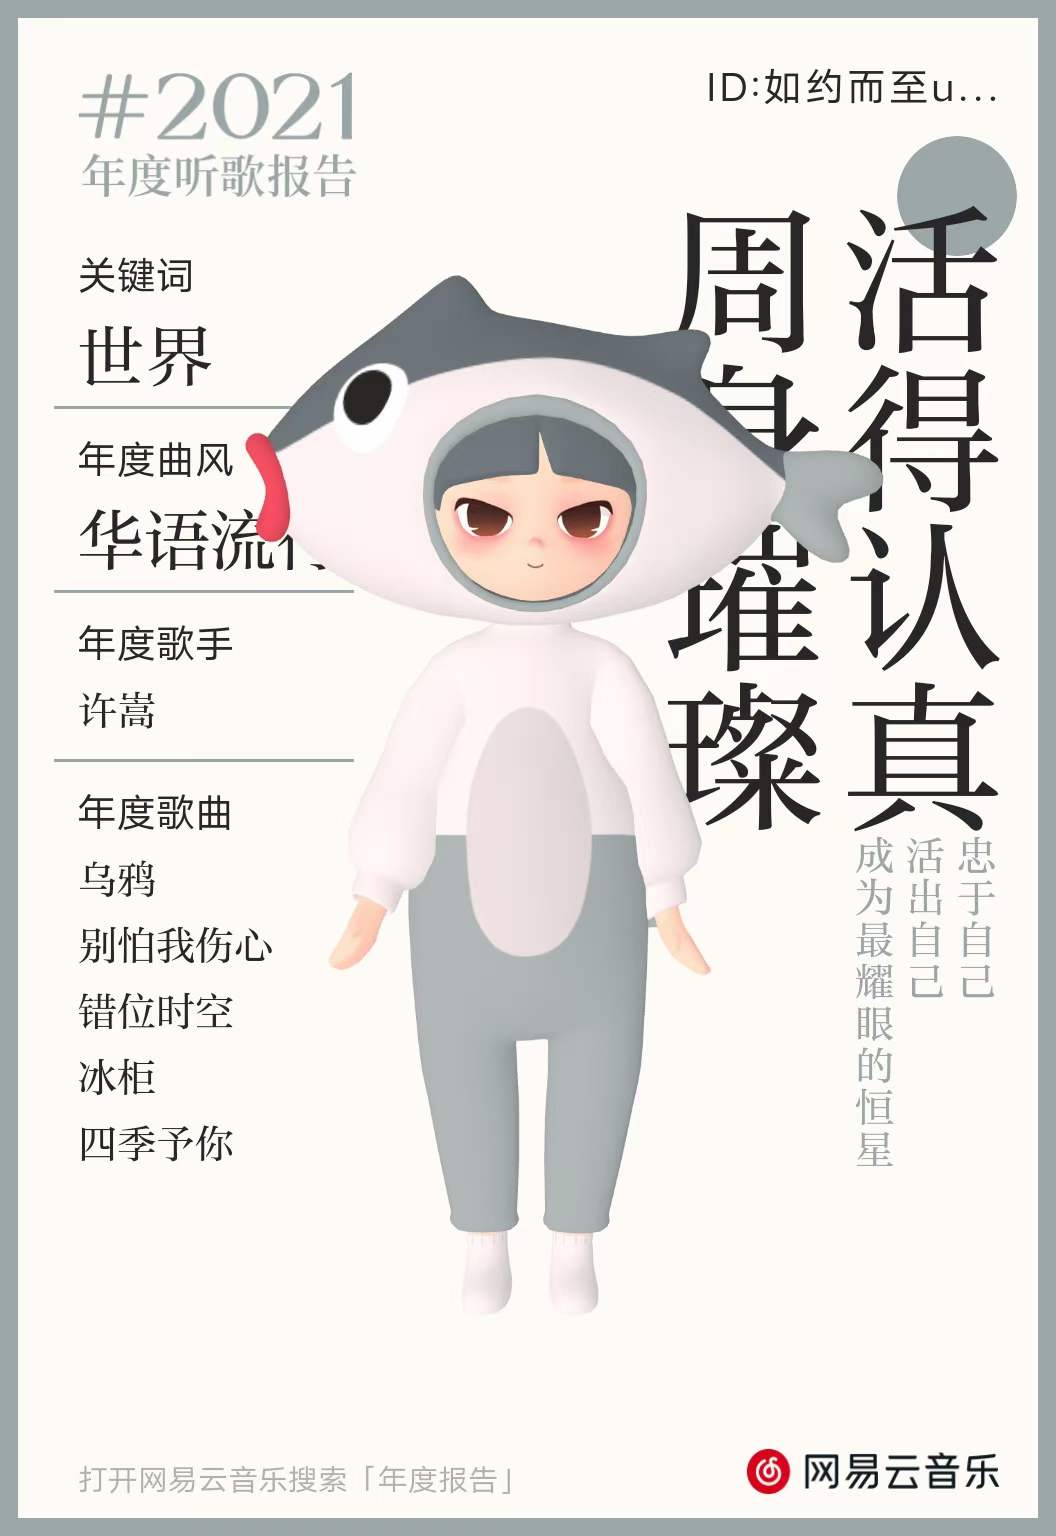 #2021
年度听歌报告
ID:如约而至u...
关键词
世界
年度曲风
华语流行
年度歌手
许嵩
年度歌曲
乌鸦
别怕我伤心
错位时空
冰柜
四季予你
活得认真
周身璀璨
忠于自己
活出自己
成为最耀眼的恒星
打开网易云音乐搜索「年度报告」
网易云音乐